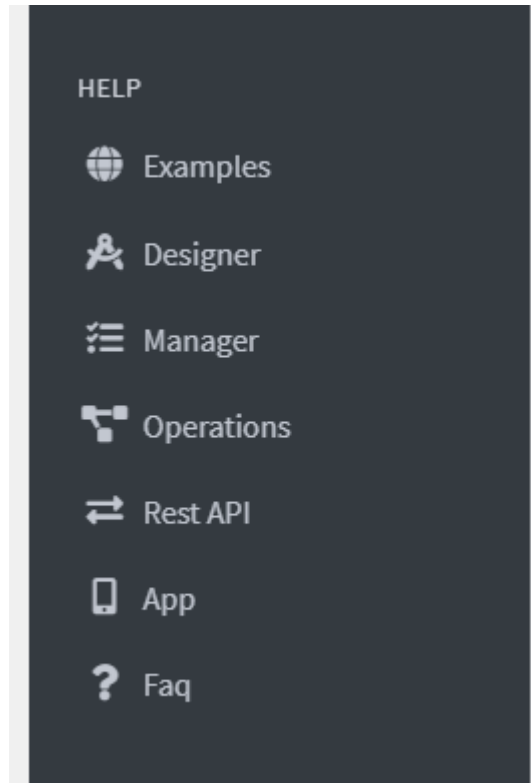 HELP
Examples
Designer
Manager
Operations
Rest API
App
Faq